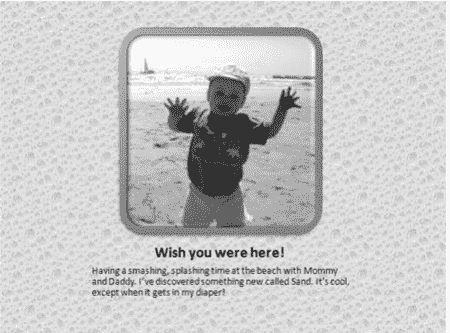 Wish you were here!
Having a smashing, splashing time at the beach with Mommy
and Daddy. I've discovered something new called Sand. It's cool,
except when it gets in my diaper!